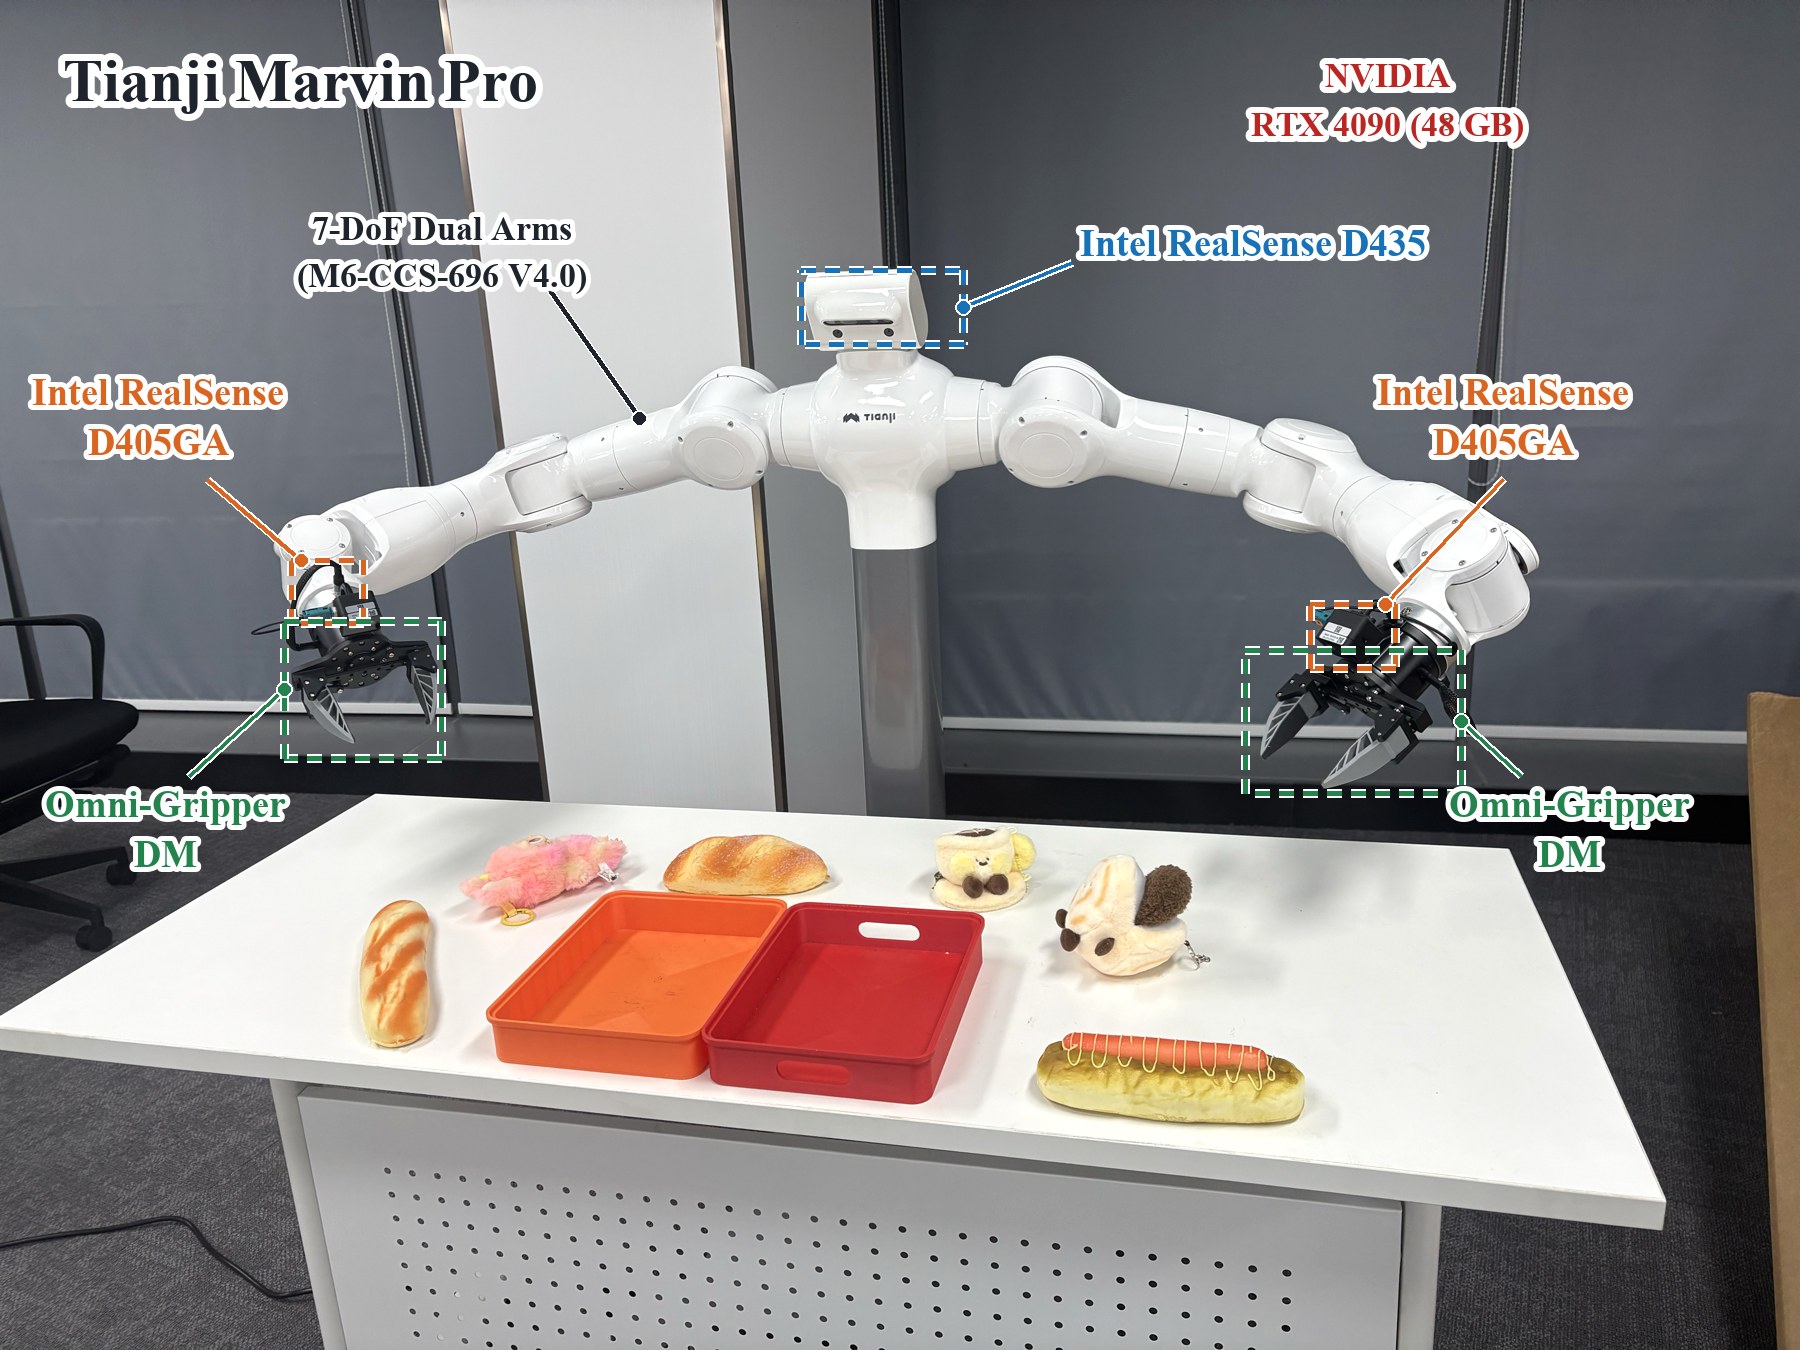 Tianji Marvin Pro
NVIDIA
RTX 4090 (48 GB)
7-DoF Dual Arms
(M6-CCS-696 V4.0)
Intel RealSense D435
Intel RealSense
D405GA
Intel RealSense
D405GA
TIANJI
Omni-Gripper
DM
Omni-Gripper
DM